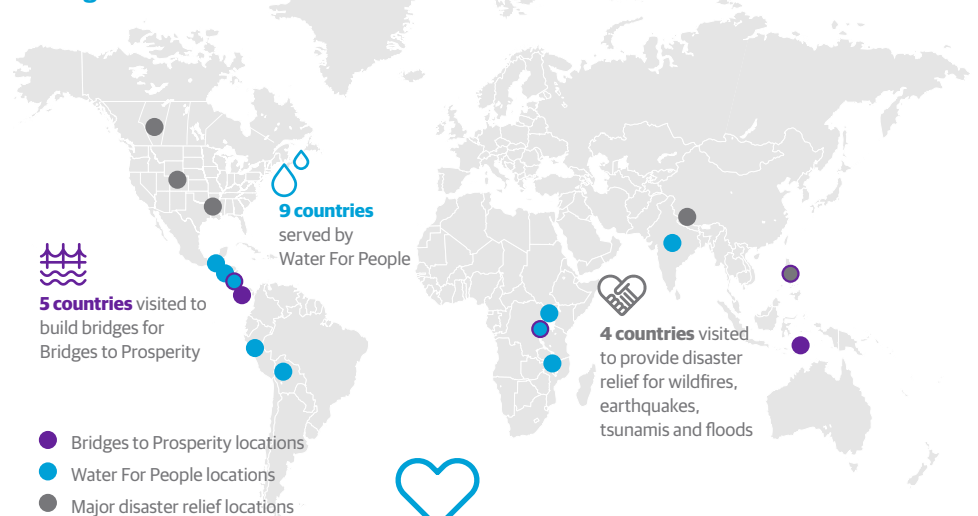 9 countries
served by
Water For People
5 countries visited to
build bridges for
Bridges to Prosperity
4 countries visited
to provide disaster
relief for wildfires,
earthquakes,
tsunamis and floods
Bridges to Prosperity locations
Water For People locations
Major disaster relief locations